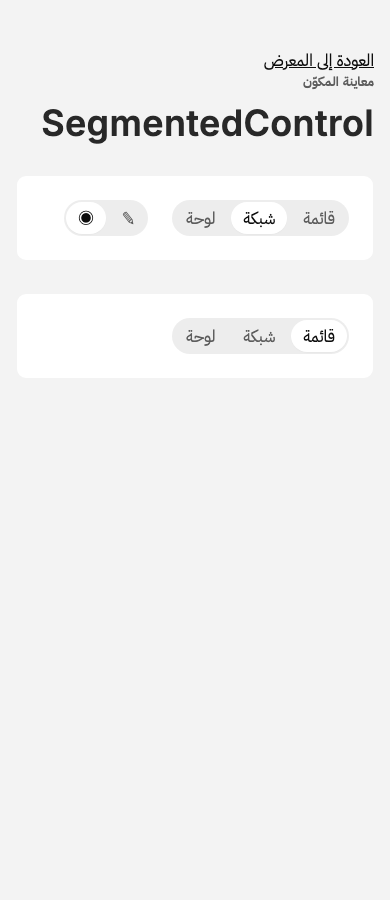 العودة إلى المعرض
معاينة المكوّن
SegmentedControl
قائمة شبكة لوحة ✎ ◉
قائمة شبكة لوحة